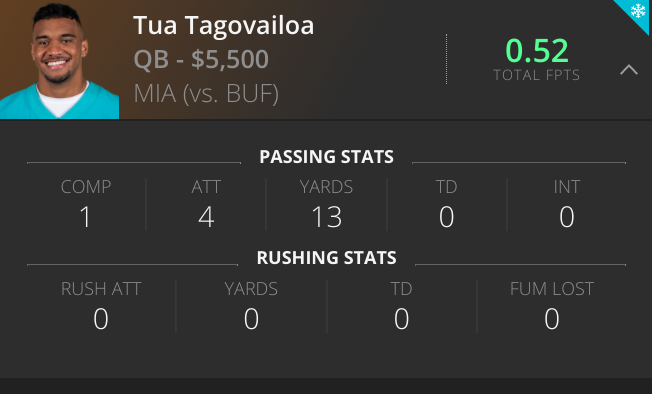 Tua Tagovailoa
QB - $5,500
MIA (vs. BUF)
0.52
TOTAL FPTS
PASSING STATS
COMP ATT YARDS TD INT
1 4 13 0 0
RUSHING STATS
RUSH ATT YARDS TD FUM LOST
0 0 0 0